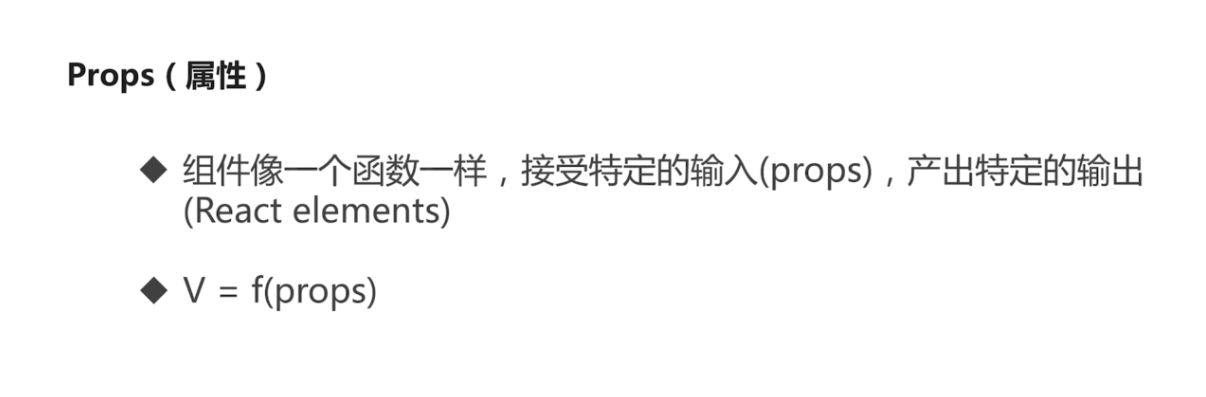 Props（属性）
◆ 组件像一个函数一样，接受特定的输入(props)，产出特定的输出
(React elements)
◆ V = f(props)